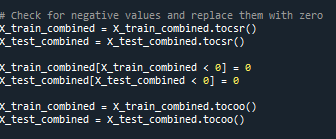 # Check for negative values and replace them with zero
X_train_combined = X_train_combined.tocsr()
X_test_combined = X_test_combined.tocsr()
X_train_combined[X_train_combined < 0] = 0
X_test_combined[X_test_combined < 0] = 0
X_train_combined = X_train_combined.tocoo()
X_test_combined = X_test_combined.tocoo()